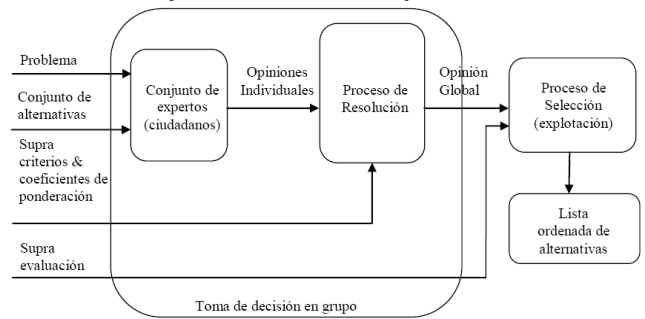 Problema
Conjunto de
alternativas
Supra
criterios &
coeficientes de
ponderación
Supra
evaluación
Conjunto de
expertos
(ciudadanos)
Opiniones
Individuales
Proceso de
Resolución
Opinión
Global
Proceso de
Selección
(explotación)
Lista
ordenada de
alternativas
Toma de decisión en grupo